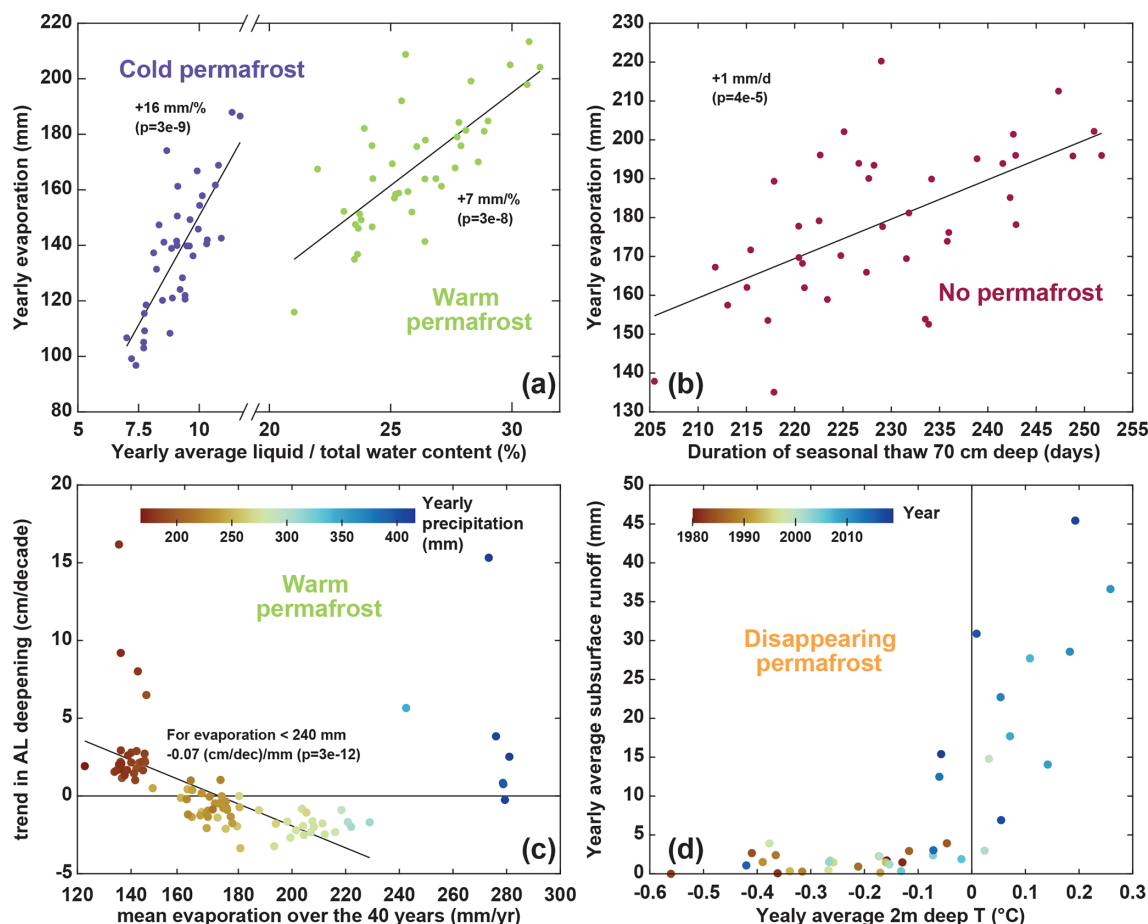 220
200
180
160
140
120
100
80
Yearly evaporation (mm)
Cold permafrost
+16 mm/%
(p=3e-9)
+7 mm/%
(p=3e-8)
Warm
permafrost
(a)
5
7.5
10
20
25
30
Yearly average liquid / total water content (%)
230
220
210
200
190
180
170
160
150
140
130
Yearly evaporation (mm)
+1 mm/d
(p=4e-5)
No permafrost
(b)
205
210
215
220
225
230
235
240
245
250
255
Duration of seasonal thaw 70 cm deep (days)
20
15
10
5
0
-5
trend in AL deepening (cm/decade)
200
250
300
350
400
Yearly
precipitation
(mm)
Warm
permafrost
For evaporation < 240 mm
-0.07 (cm/dec)/mm (p=3e-12)
(c)
120
140
160
180
200
220
240
260
280
300
mean evaporation over the 40 years (mm/yr)
50
45
40
35
30
25
20
15
10
5
0
Yearly average subsurface runoff (mm)
1980
1990
2000
2010
Year
Disappearing
permafrost
(d)
-0.6
-0.5
-0.4
-0.3
-0.2
-0.1
0
0.1
0.2
0.3
Yealy average 2m deep T (°C)